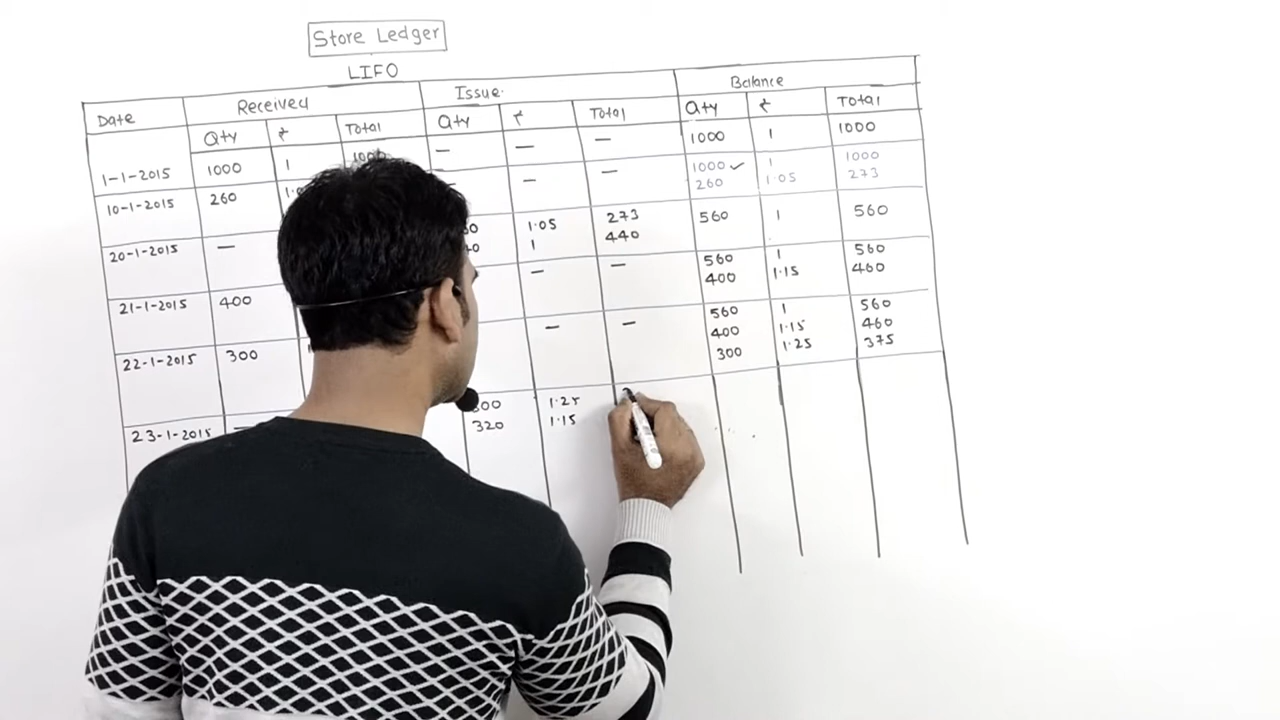 Store Ledger
LIFO
Date Received Issue Balance
Qty ₹ Total Qty ₹ Total Qty ₹ Total
1-1-2015 1000 1 1000 — — — 1000 1 1000
10-1-2015 260 — — 1000 ✓ 1 1000
260 1.05 273
20-1-2015 — 1.05 273 560 1 560
1 440
21-1-2015 400 — — 560 1 560
400 1.15 460
22-1-2015 300 — — 560 1 560
400 1.15 460
300 1.25 375
23-1-2015 — 300 1.25
320 1.15